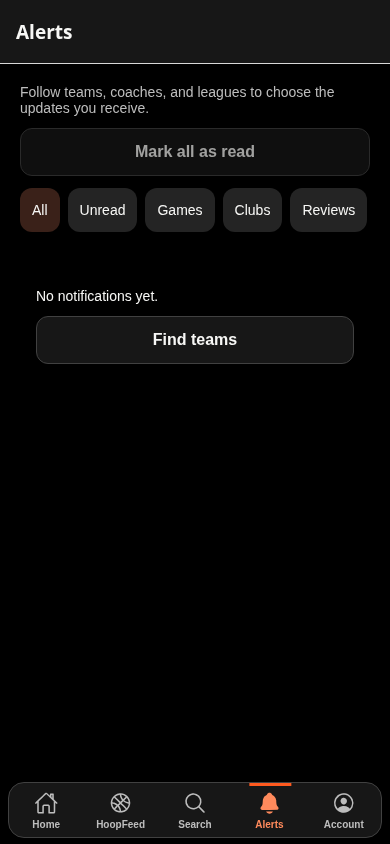 Alerts
Follow teams, coaches, and leagues to choose the
updates you receive.
Mark all as read
All Unread Games Clubs Reviews
No notifications yet.
Find teams
Home HoopFeed Search Alerts Account